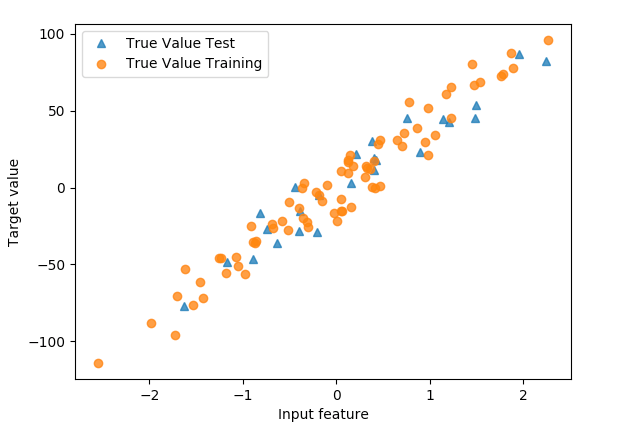 True Value Test
True Value Training
100
50
0
−50
−100
Target value
−2
−1
0
1
2
Input feature